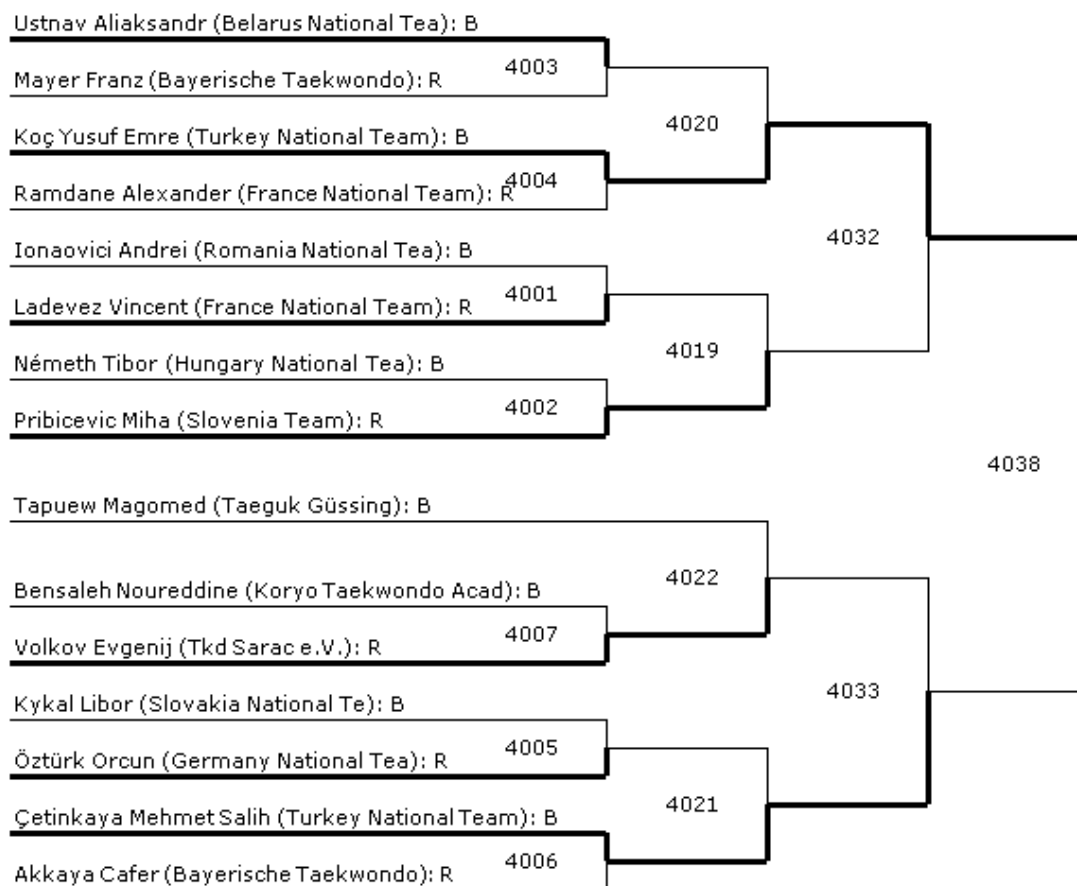 Ustnav Aliaksandr (Belarus National Tea): B
4003
Mayer Franz (Bayerische Taekwondo): R
4020
Koç Yusuf Emre (Turkey National Team): B
4004
Ramdane Alexander (France National Team): R
4032
Ionaovici Andrei (Romania National Tea): B
4001
Ladevez Vincent (France National Team): R
4019
Németh Tibor (Hungary National Tea): B
4002
Pribicevic Miha (Slovenia Team): R
4038
Tapuew Magomed (Taeguk Güssing): B
4022
Bensaleh Noureddine (Koryo Taekwondo Acad): B
4007
Volkov Evgenij (Tkd Sarac e.V.): R
4033
Kykal Libor (Slovakia National Te): B
4005
Öztürk Orcun (Germany National Tea): R
4021
Çetinkaya Mehmet Salih (Turkey National Team): B
4006
Akkaya Cafer (Bayerische Taekwondo): R